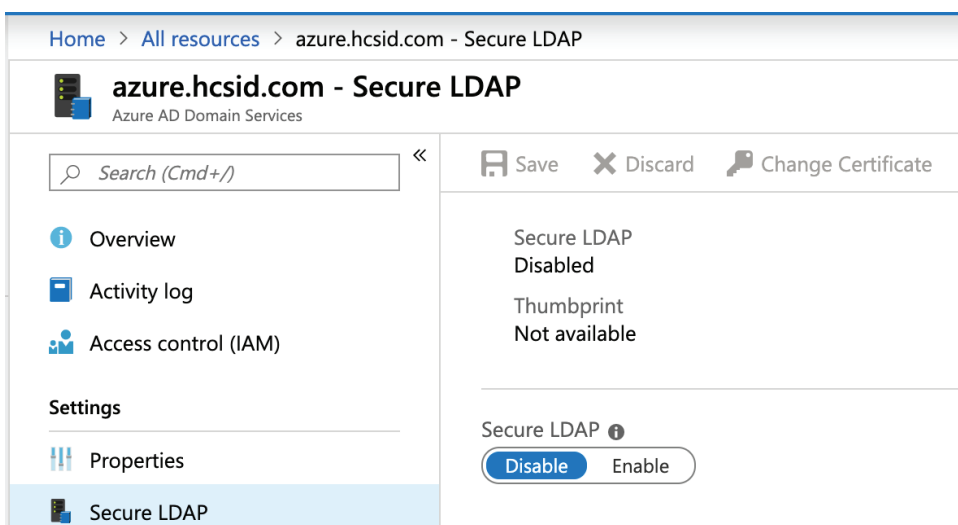 Home > All resources > azure.hcsid.com - Secure LDAP
azure.hcsid.com - Secure LDAP
Azure AD Domain Services
Search (Cmd+/)
«
Overview
Activity log
Access control (IAM)
Settings
Properties
Secure LDAP
Save Discard Change Certificate
Secure LDAP
Disabled
Thumbprint
Not available
Secure LDAP
Disable Enable